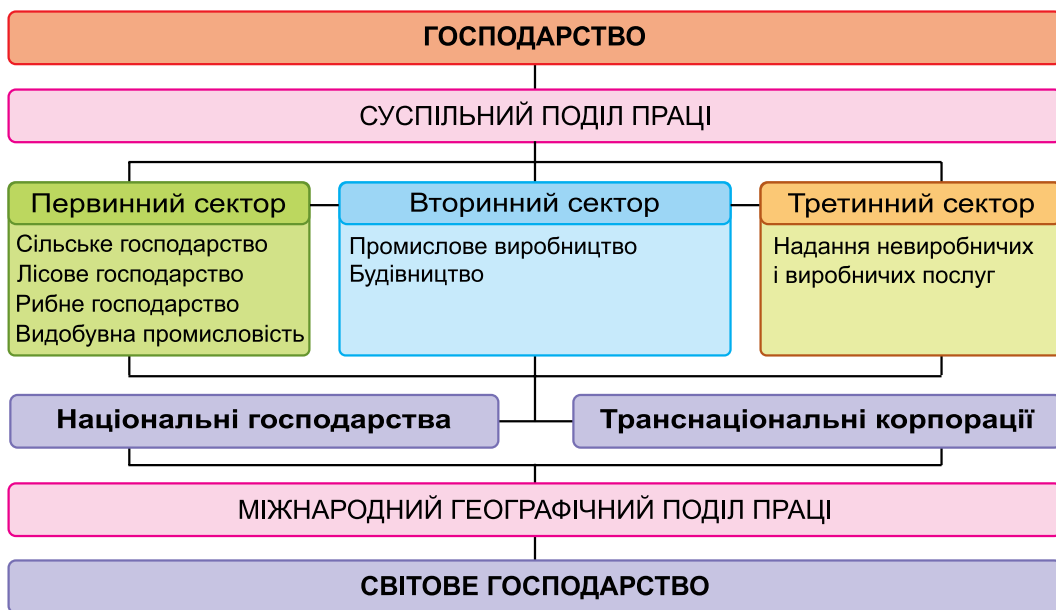 ГОСПОДАРСТВО
СУСПІЛЬНИЙ ПОДІЛ ПРАЦІ
Первинний сектор
Сільське господарство
Лісове господарство
Рибне господарство
Видобувна промисловість
Вторинний сектор
Промислове виробництво
Будівництво
Третинний сектор
Надання невиробничих
і виробничих послуг
Національні господарства
Транснаціональні корпорації
МІЖНАРОДНИЙ ГЕОГРАФІЧНИЙ ПОДІЛ ПРАЦІ
СВІТОВЕ ГОСПОДАРСТВО